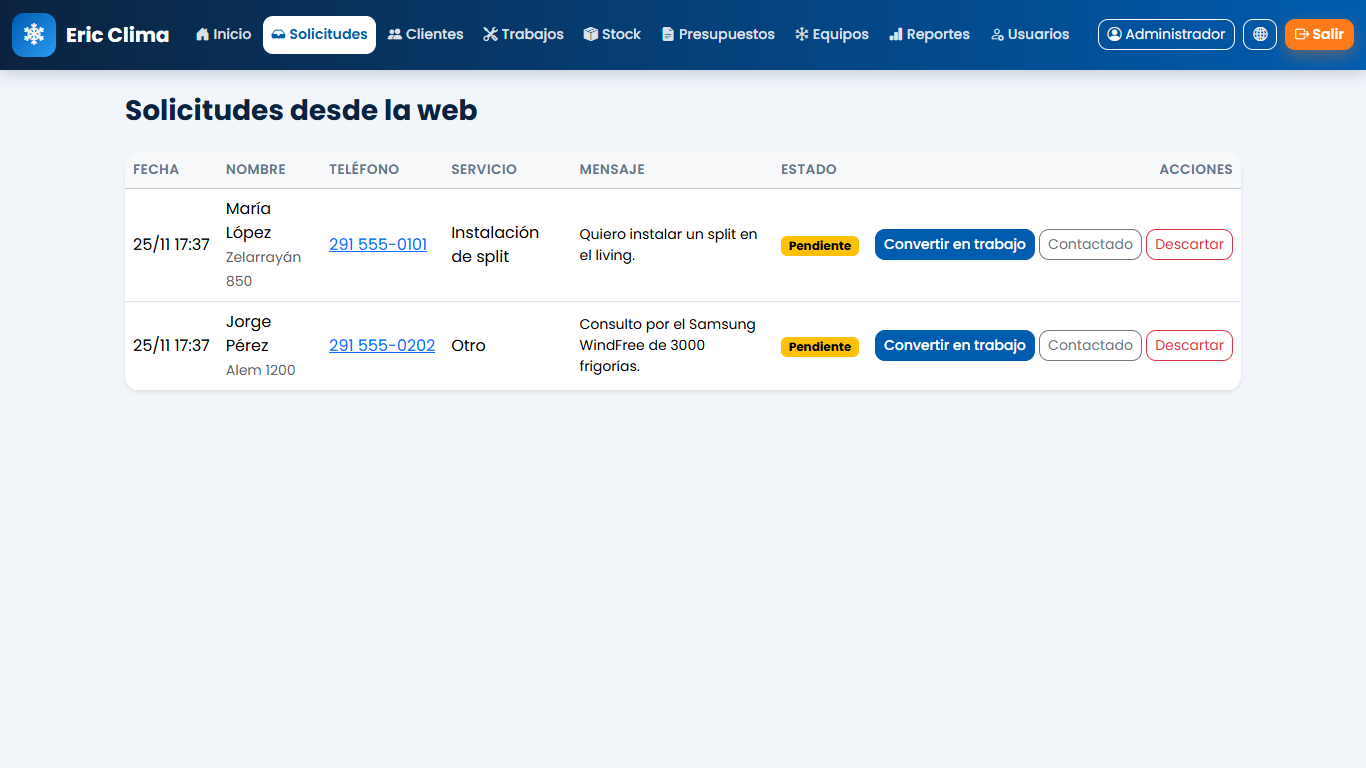 Eric Clima Inicio Solicitudes Clientes Trabajos Stock Presupuestos Equipos Reportes Usuarios Administrador Salir
Solicitudes desde la web
FECHA NOMBRE TELÉFONO SERVICIO MENSAJE ESTADO ACCIONES
25/11 17:37
María
López
Zelarrayán
850
291 555-0101
Instalación
de split
Quiero instalar un split en
el living.
Pendiente
Convertir en trabajo Contactado Descartar
25/11 17:37
Jorge
Pérez
Alem 1200
291 555-0202
Otro
Consulto por el Samsung
WindFree de 3000
frigorías.
Pendiente
Convertir en trabajo Contactado Descartar